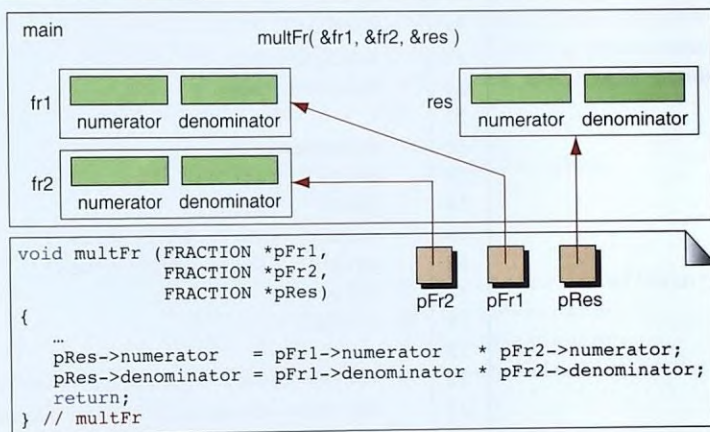 main
multFr( &fr1, &fr2, &res )
fr1
numerator denominator
res
numerator denominator
fr2
numerator denominator
void multFr (FRACTION *pFr1,
FRACTION *pFr2,
FRACTION *pRes)
pFr2 pFr1 pRes
{
…
pRes->numerator = pFr1->numerator * pFr2->numerator;
pRes->denominator = pFr1->denominator * pFr2->denominator;
return;
} // multFr